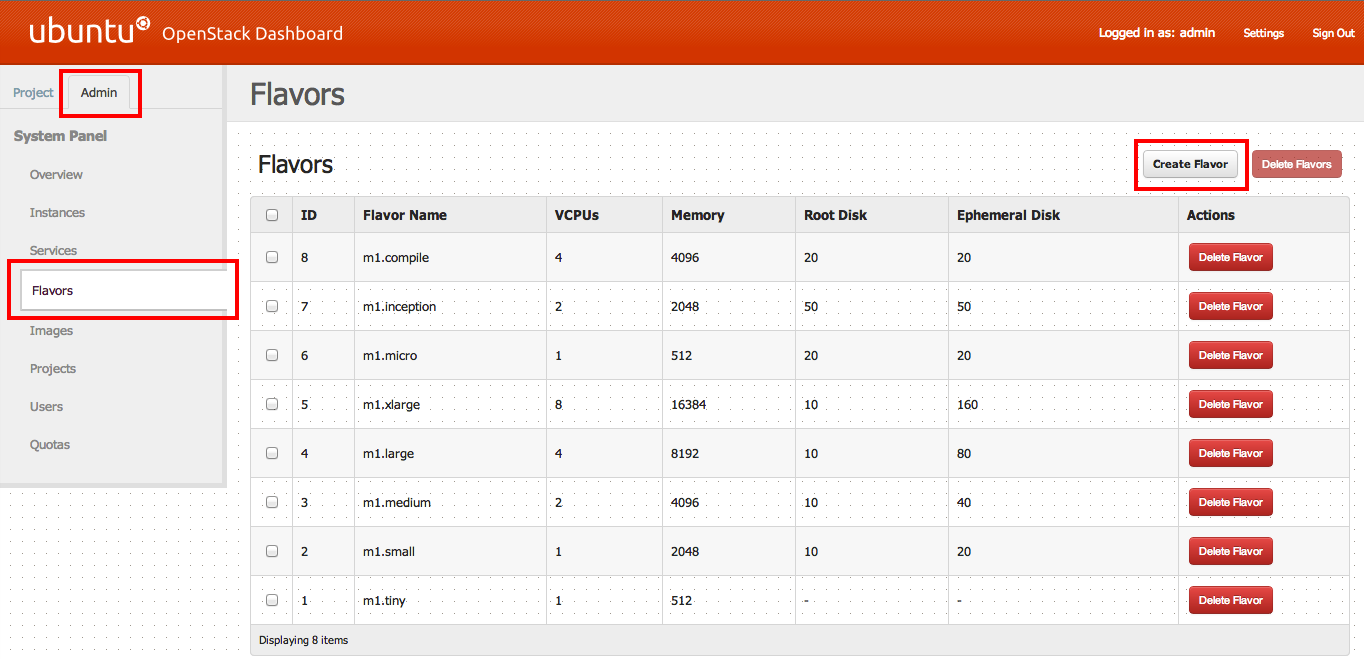 ubuntu OpenStack Dashboard Logged in as: admin Settings Sign Out
Project Admin
System Panel
Overview
Instances
Services
Flavors
Images
Projects
Users
Quotas
Flavors
Flavors Create Flavor Delete Flavors
ID Flavor Name VCPUs Memory Root Disk Ephemeral Disk Actions
8 m1.compile 4 4096 20 20 Delete Flavor
7 m1.inception 2 2048 50 50 Delete Flavor
6 m1.micro 1 512 20 20 Delete Flavor
5 m1.xlarge 8 16384 10 160 Delete Flavor
4 m1.large 4 8192 10 80 Delete Flavor
3 m1.medium 2 4096 10 40 Delete Flavor
2 m1.small 1 2048 10 20 Delete Flavor
1 m1.tiny 1 512 - - Delete Flavor
Displaying 8 items